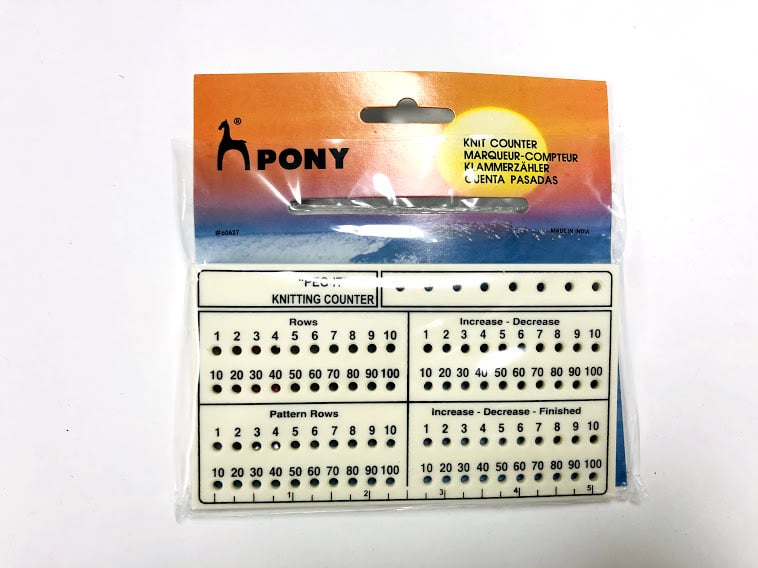 ®
PONY
KNIT COUNTER
MARQUEUR-COMPTEUR
KLAMMERZÄHLER
CUENTA PASADAS
#60627
MADE IN INDIA
"PEG IT"
KNITTING COUNTER
Rows
1 2 3 4 5 6 7 8 9 10
10 20 30 40 50 60 70 80 90 100
Increase - Decrease
1 2 3 4 5 6 7 8 9 10
10 20 30 40 50 60 70 80 90 100
Pattern Rows
1 2 3 4 5 6 7 8 9 10
10 20 30 40 50 60 70 80 90 100
Increase - Decrease - Finished
1 2 3 4 5 6 7 8 9 10
10 20 30 40 50 60 70 80 90 100
1 2 3 4 5